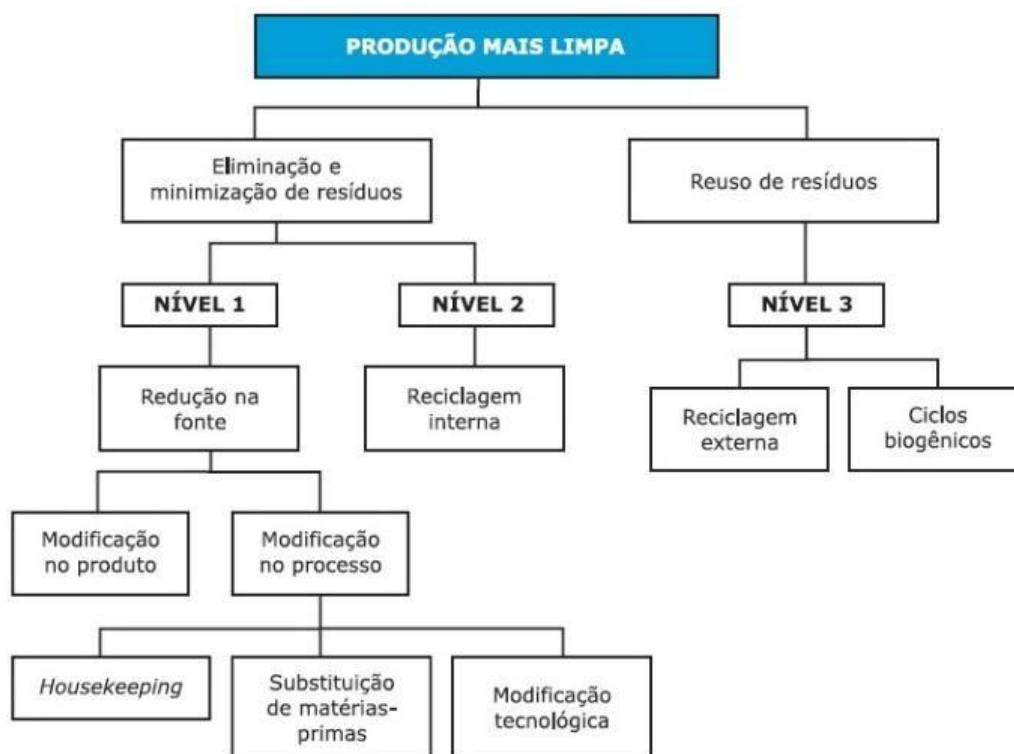 PRODUÇÃO MAIS LIMPA
Eliminação e
minimização de resíduos
Reuso de resíduos
NÍVEL 1
NÍVEL 2
NÍVEL 3
Redução na
fonte
Reciclagem
interna
Reciclagem
externa
Ciclos
biogênicos
Modificação
no produto
Modificação
no processo
Housekeeping
Substituição
de matérias-
primas
Modificação
tecnológica